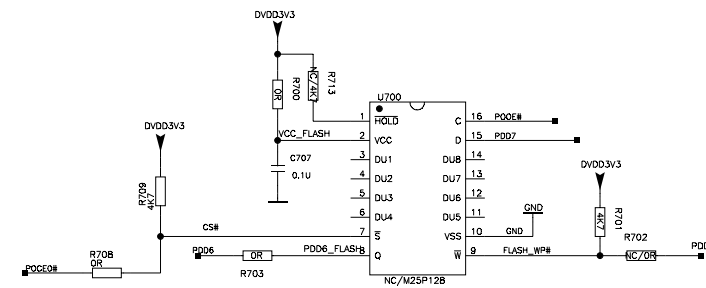 DVDD3V3
NC/4K7
R713
0R
R700
U700
1
HOLD
C
16
POOE#
VCC_FLASH
2
VCC
D
15
PDD7
DVDD3V3
3
DU1
DU8
14
C707
0.1U
4
DU2
DU7
13
DVDD3V3
R709
4K7
5
DU3
DU6
12
6
DU4
DU5
11
GND
4K7
R701
CS#
7
S
VSS
10
GND
R702
PDD6
0R
PDD6_FLASH
8
Q
W
9
FLASH_WP#
NC/0R
PDD
R708
0R
POCE0#
R703
NC/M25P128